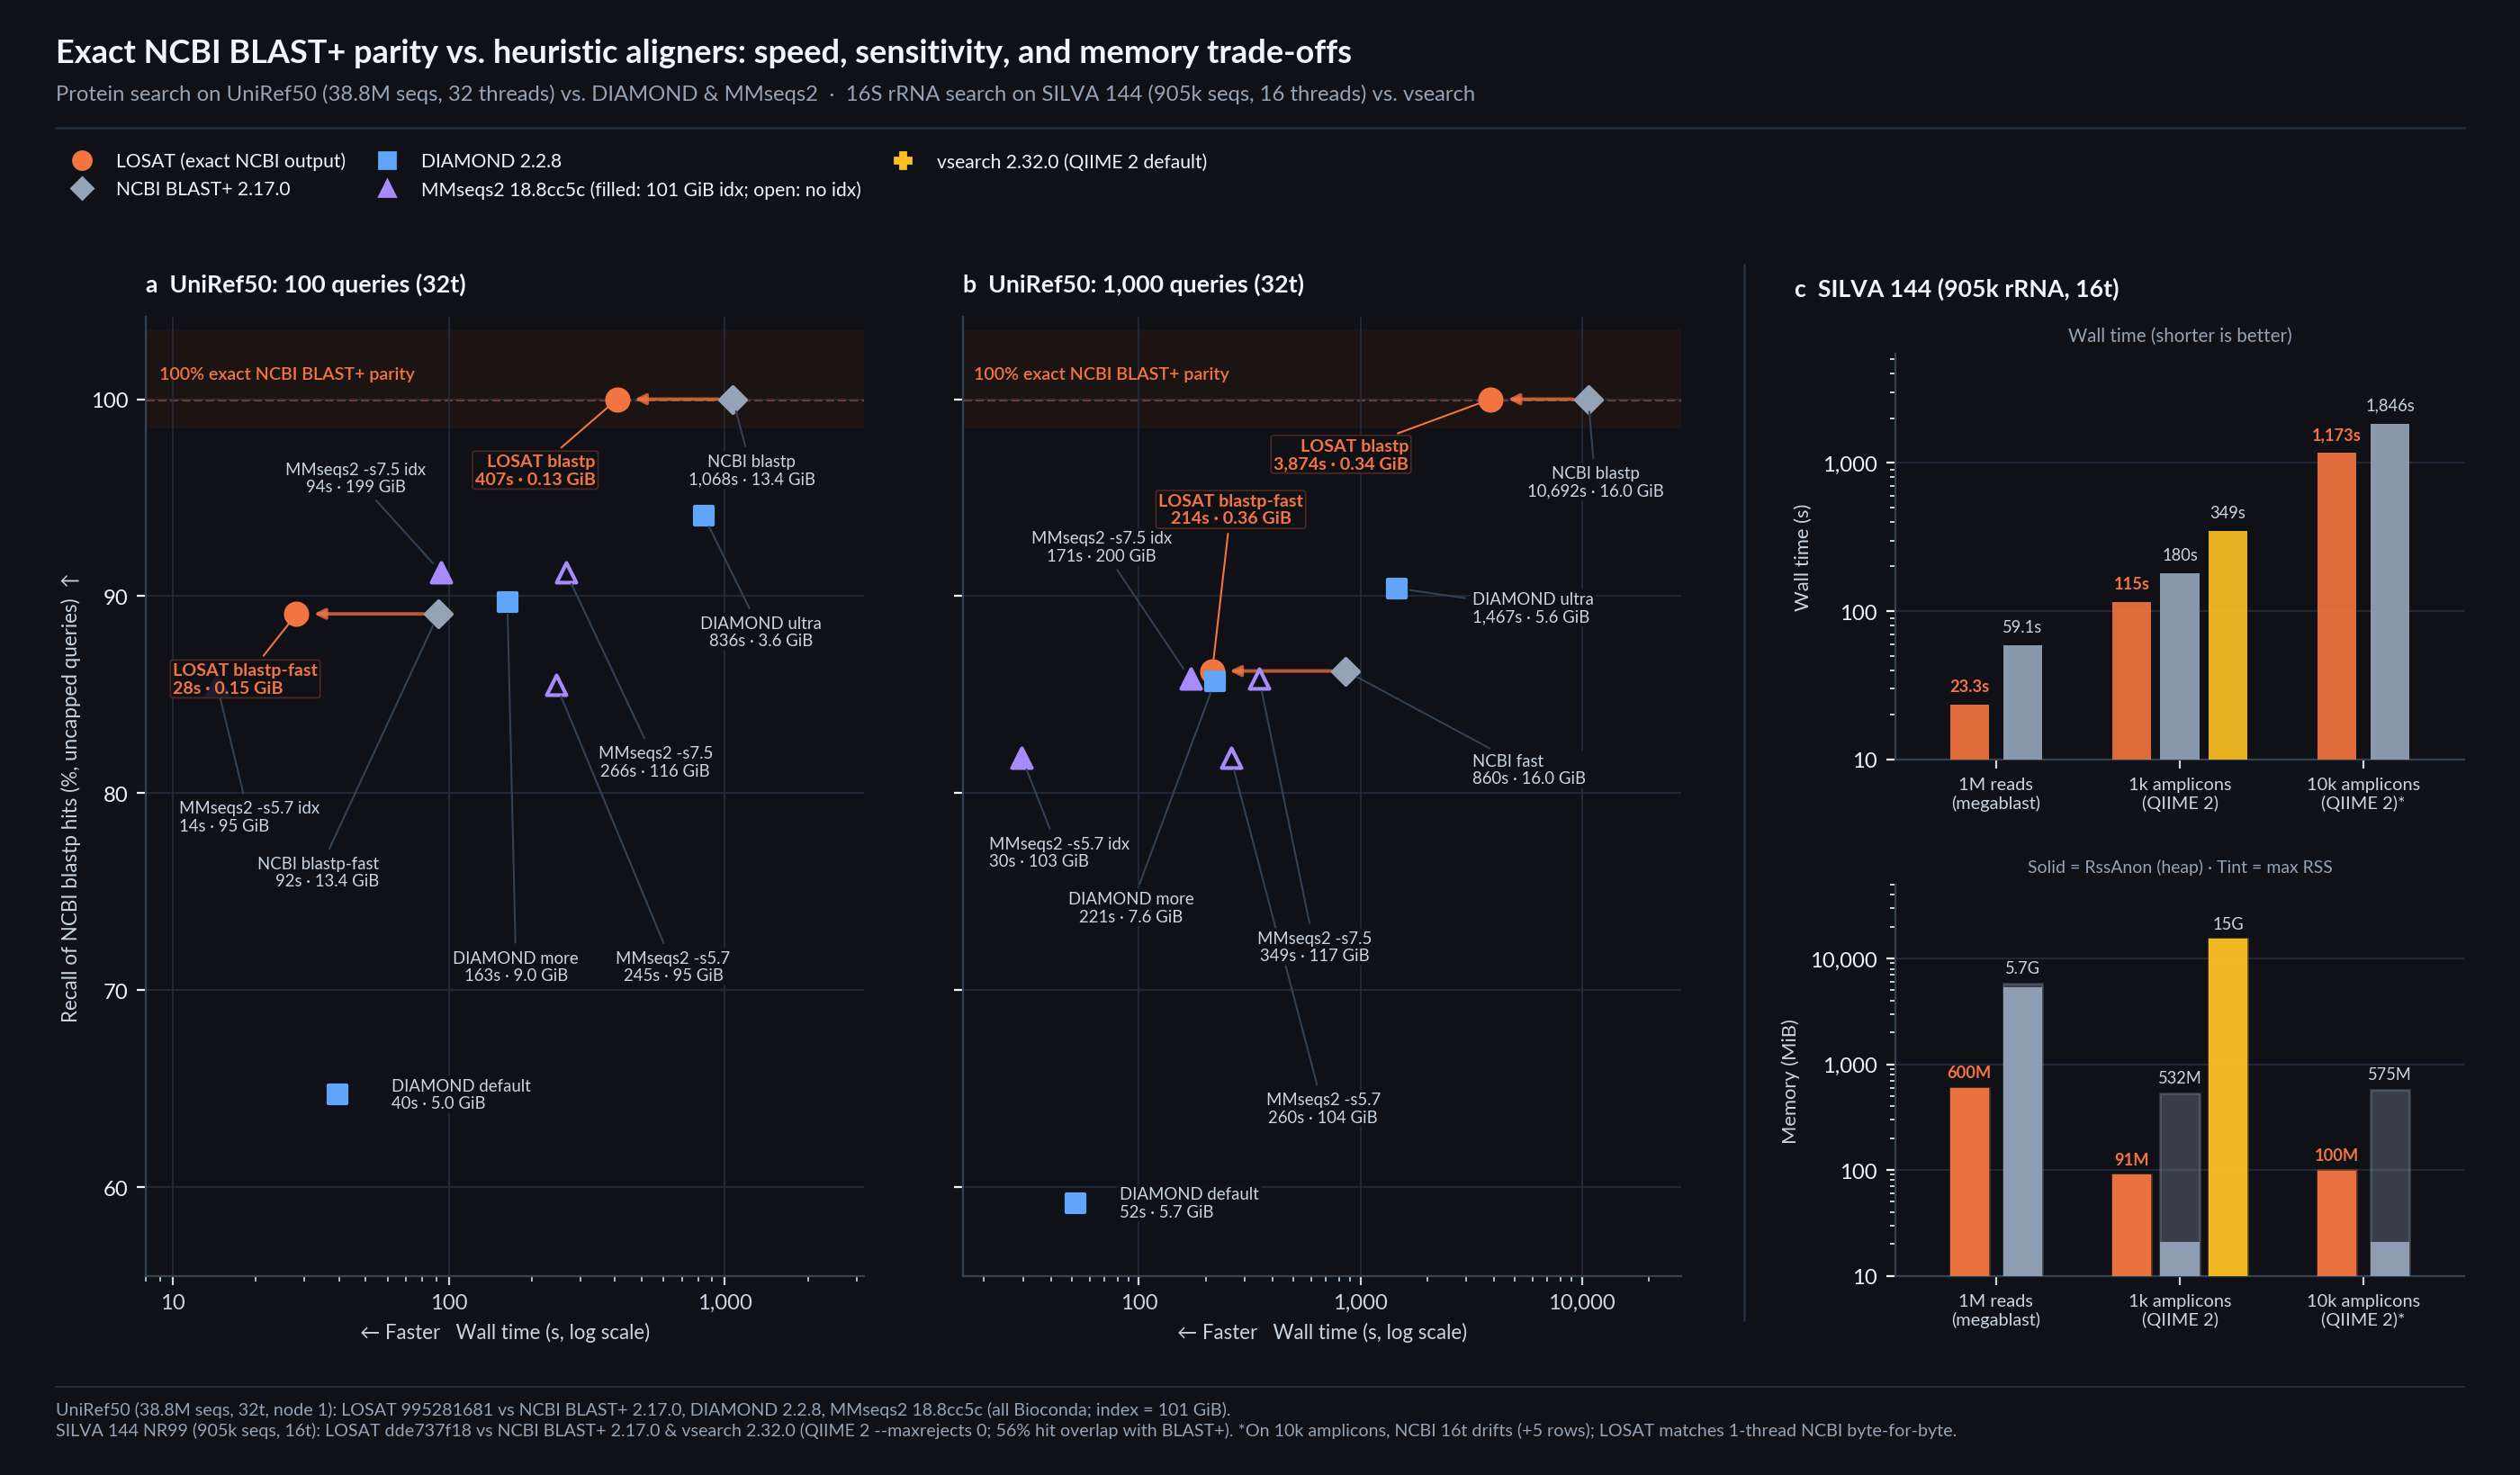 Exact NCBI BLAST+ parity vs. heuristic aligners: speed, sensitivity, and memory trade-offs
Protein search on UniRef50 (38.8M seqs, 32 threads) vs. DIAMOND & MMseqs2 · 16S rRNA search on SILVA 144 (905k seqs, 16 threads) vs. vsearch
LOSAT (exact NCBI output)
NCBI BLAST+ 2.17.0
DIAMOND 2.2.8
MMseqs2 18.8cc5c (filled: 101 GiB idx; open: no idx)
vsearch 2.32.0 (QIIME 2 default)
a UniRef50: 100 queries (32t)
Recall of NCBI blastp hits (%, uncapped queries) ↑
100
90
80
70
60
100% exact NCBI BLAST+ parity
LOSAT blastp
407s · 0.13 GiB
NCBI blastp
1,068s · 13.4 GiB
MMseqs2 -s7.5 idx
94s · 199 GiB
DIAMOND ultra
836s · 3.6 GiB
LOSAT blastp-fast
28s · 0.15 GiB
MMseqs2 -s7.5
266s · 116 GiB
MMseqs2 -s5.7 idx
14s · 95 GiB
NCBI blastp-fast
92s · 13.4 GiB
DIAMOND more
163s · 9.0 GiB
MMseqs2 -s5.7
245s · 95 GiB
DIAMOND default
40s · 5.0 GiB
10
100
1,000
← Faster Wall time (s, log scale)
b UniRef50: 1,000 queries (32t)
100% exact NCBI BLAST+ parity
LOSAT blastp
3,874s · 0.34 GiB
NCBI blastp
10,692s · 16.0 GiB
LOSAT blastp-fast
214s · 0.36 GiB
MMseqs2 -s7.5 idx
171s · 200 GiB
DIAMOND ultra
1,467s · 5.6 GiB
NCBI fast
860s · 16.0 GiB
MMseqs2 -s5.7 idx
30s · 103 GiB
DIAMOND more
221s · 7.6 GiB
MMseqs2 -s7.5
349s · 117 GiB
MMseqs2 -s5.7
260s · 104 GiB
DIAMOND default
52s · 5.7 GiB
100
1,000
10,000
← Faster Wall time (s, log scale)
c SILVA 144 (905k rRNA, 16t)
Wall time (shorter is better)
Wall time (s)
1,000
100
10
23.3s
59.1s
115s
180s
349s
1,173s
1,846s
1M reads
(megablast)
1k amplicons
(QIIME 2)
10k amplicons
(QIIME 2)*
Solid = RssAnon (heap) · Tint = max RSS
Memory (MiB)
10,000
1,000
100
10
600M
5.7G
91M
532M
15G
100M
575M
1M reads
(megablast)
1k amplicons
(QIIME 2)
10k amplicons
(QIIME 2)*
UniRef50 (38.8M seqs, 32t, node 1): LOSAT 995281681 vs NCBI BLAST+ 2.17.0, DIAMOND 2.2.8, MMseqs2 18.8cc5c (all Bioconda; index = 101 GiB).
SILVA 144 NR99 (905k seqs, 16t): LOSAT dde737f18 vs NCBI BLAST+ 2.17.0 & vsearch 2.32.0 (QIIME 2 --maxrejects 0; 56% hit overlap with BLAST+). *On 10k amplicons, NCBI 16t drifts (+5 rows); LOSAT matches 1-thread NCBI byte-for-byte.